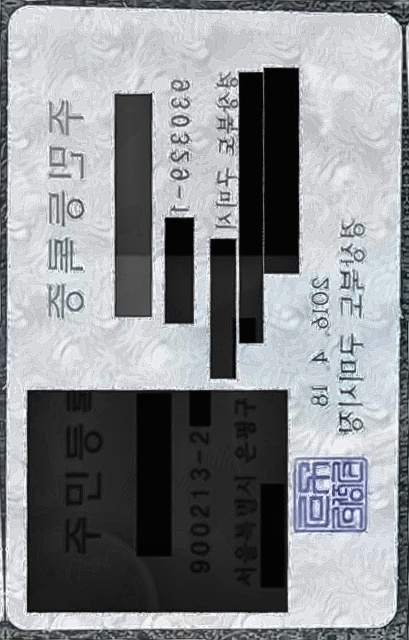 주민등록증
930329-1
경상북도 구미시
2016. 4. 18
경상북도 구미시장
주민등록
900213-2
서울특별시 은평구